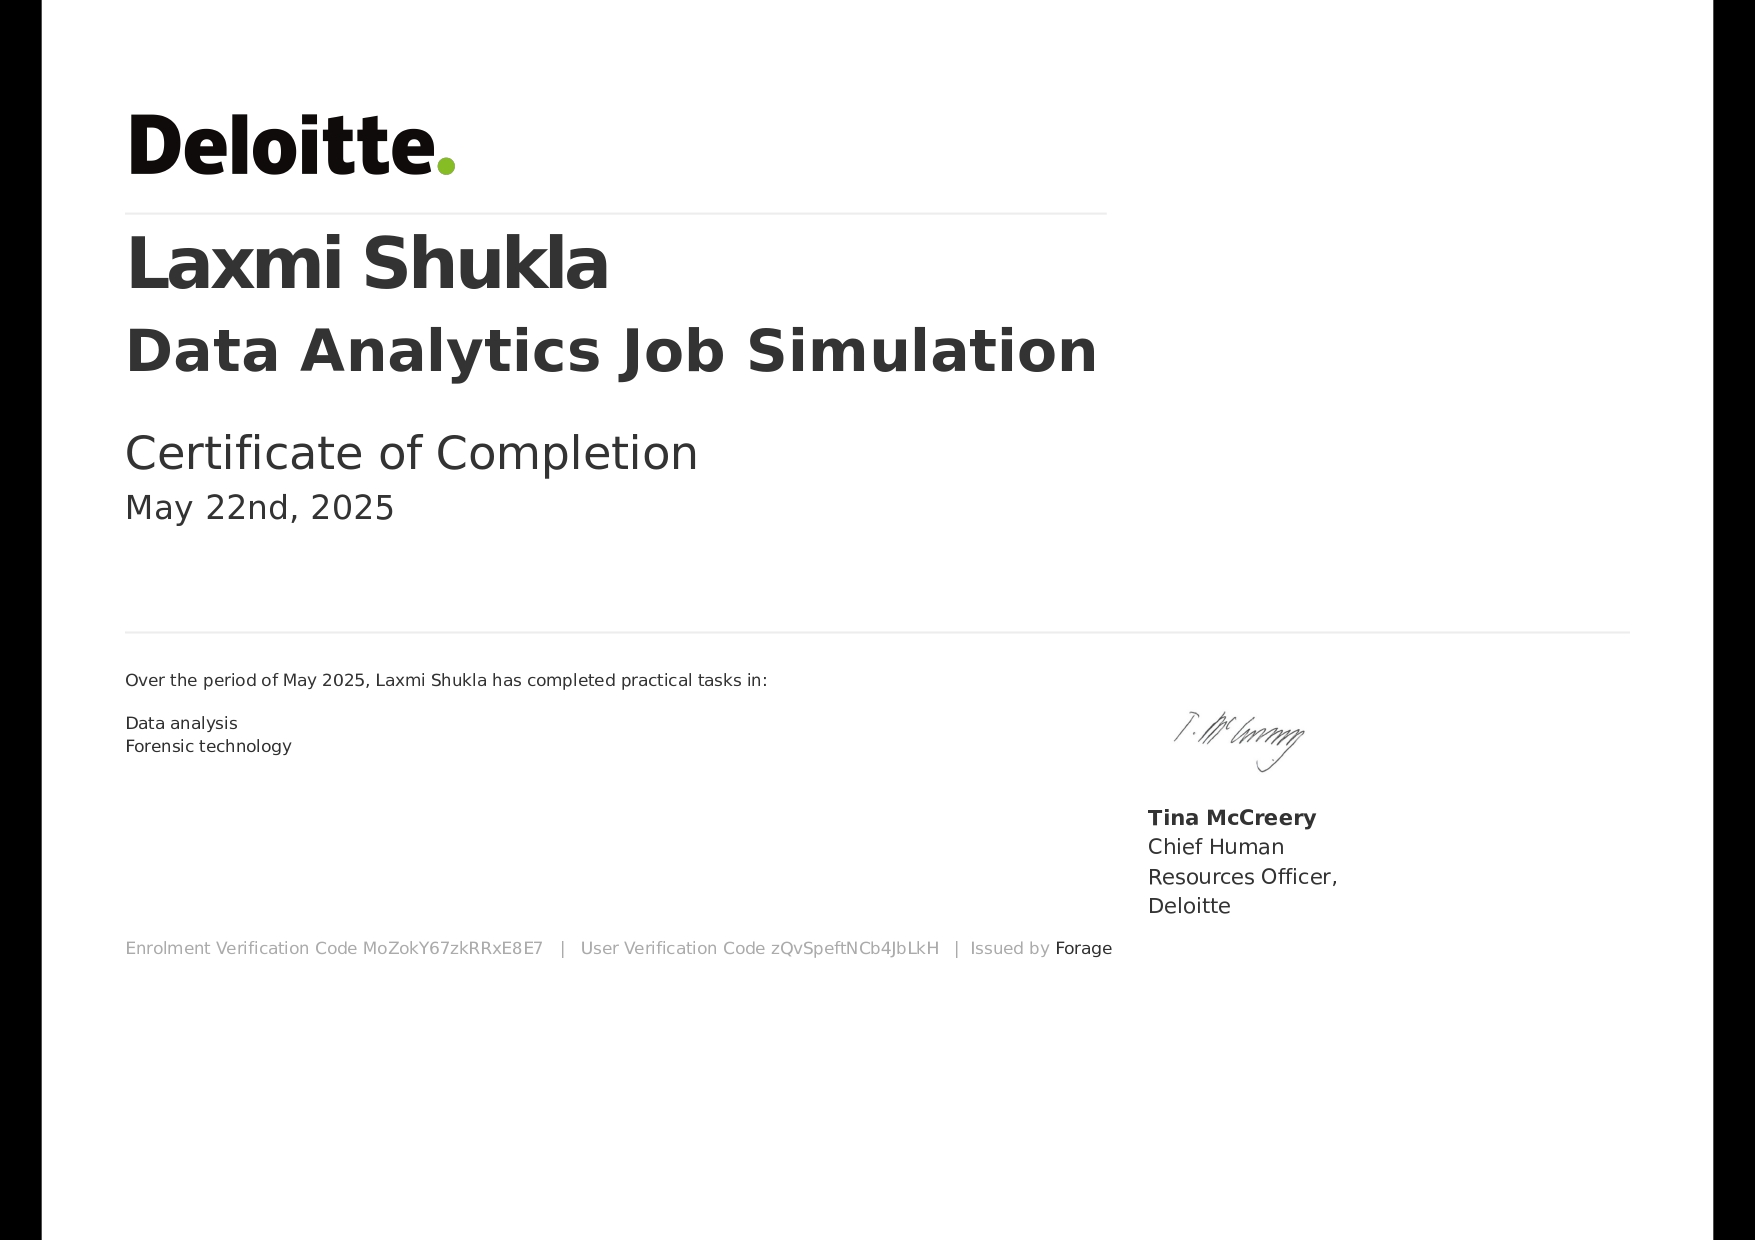 Deloitte.
Laxmi Shukla
Data Analytics Job Simulation
Certificate of Completion
May 22nd, 2025
Over the period of May 2025, Laxmi Shukla has completed practical tasks in:
Data analysis
Forensic technology
T. McCreery
Tina McCreery
Chief Human
Resources Officer,
Deloitte
Enrolment Verification Code MoZokY67zkRRxE8E7 | User Verification Code zQvSpeftNCb4JbLkH | Issued by Forage